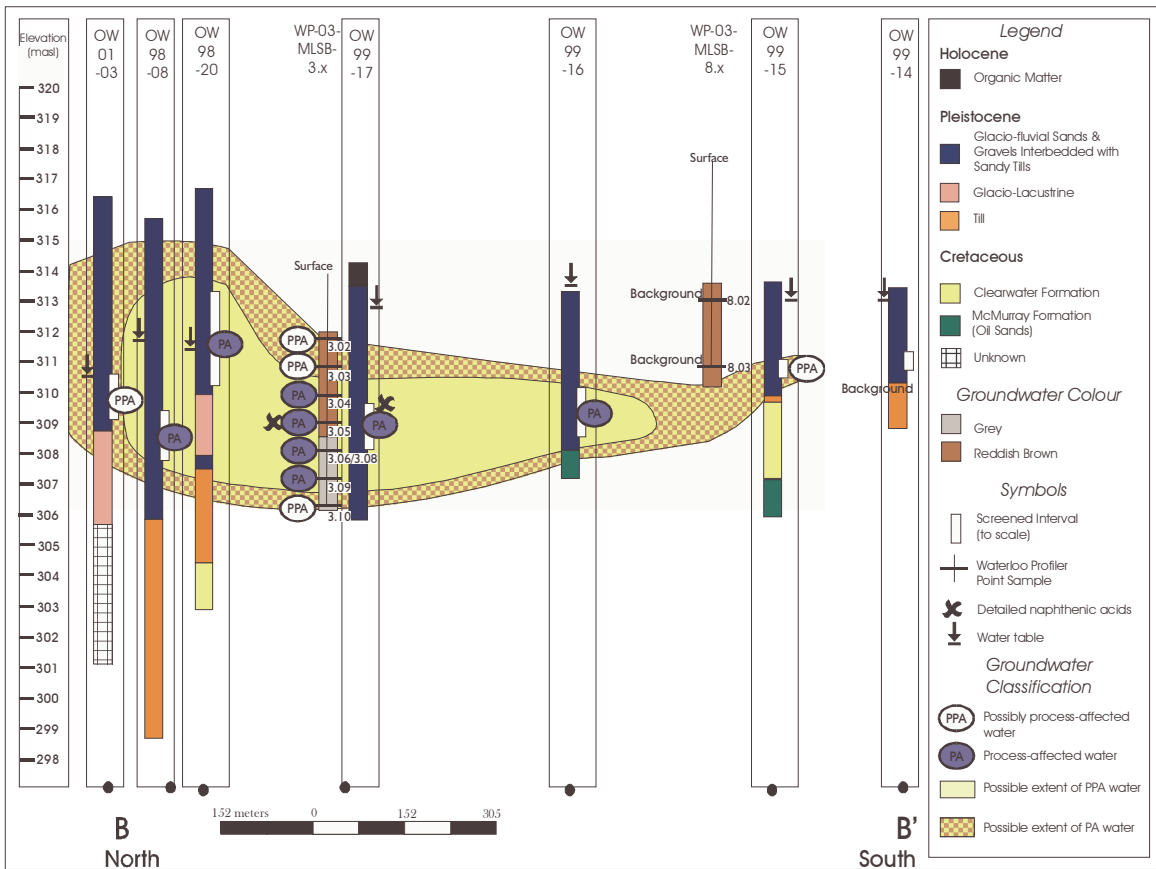 Elevation
(masl)
320
319
318
317
316
315
314
313
312
311
310
309
308
307
306
305
304
303
302
301
300
299
298
OW
01
-03
OW
98
-08
OW
98
-20
WP-03-
MLSB-
3.x
OW
99
-17
OW
99
-16
WP-03-
MLSB-
8.x
OW
99
-15
OW
99
-14
PPA
PA
PA
Surface
PPA
3.02
PPA
3.03
PA
3.04
PA
3.05
PA
3.06/3.08
PA
3.09
PPA
3.10
PA
PA
Surface
Background
8.02
Background
8.03
PPA
Background
152 meters
0
152
305
B
North
B'
South
Legend
Holocene
Organic Matter
Pleistocene
Glacio-fluvial Sands &
Gravels Interbedded with
Sandy Tills
Glacio-Lacustrine
Till
Cretaceous
Clearwater Formation
McMurray Formation
(Oil Sands)
Unknown
Groundwater Colour
Grey
Reddish Brown
Symbols
Screened Interval
(to scale)
Waterloo Profiler
Point Sample
Detailed naphthenic acids
Water table
Groundwater
Classification
PPA
Possibly process-affected
water
PA
Process-affected water
Possible extent of PPA water
Possible extent of PA water